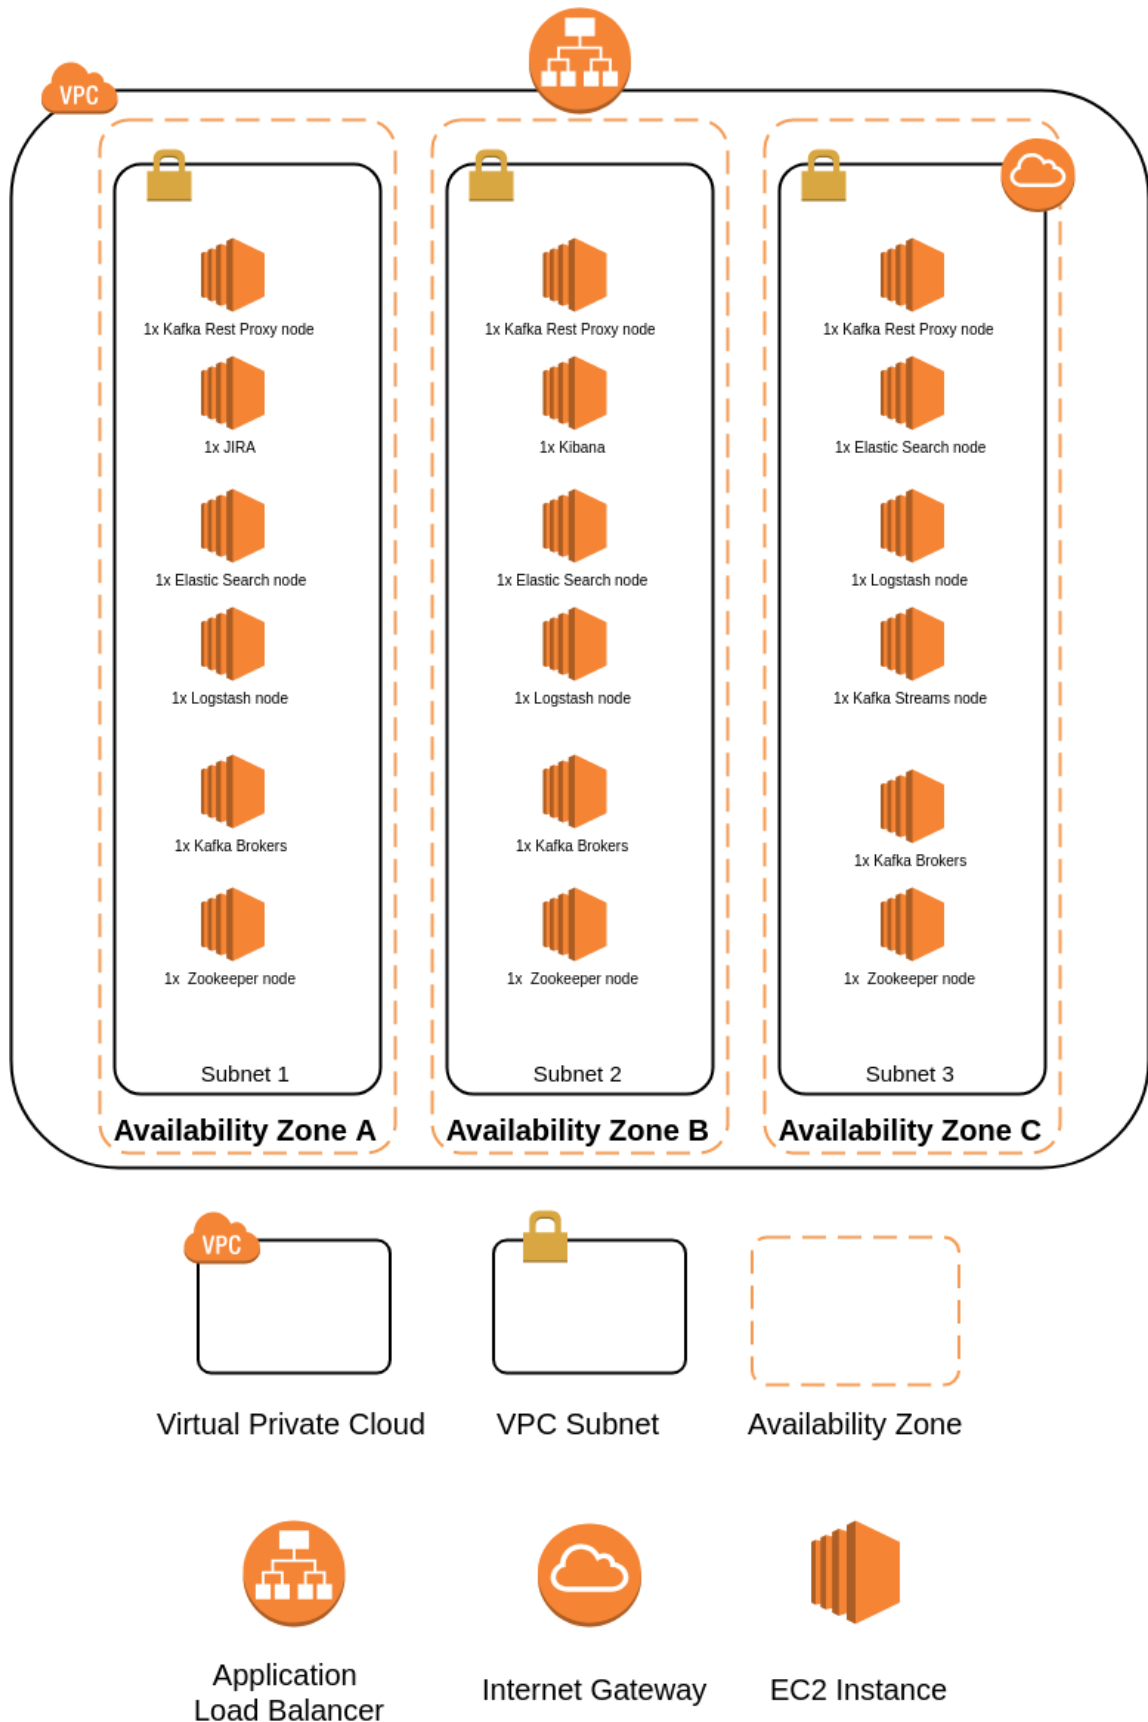 VPC
1x Kafka Rest Proxy node
1x JIRA
1x Elastic Search node
1x Logstash node
1x Kafka Brokers
1x  Zookeeper node
Subnet 1
Availability Zone A
1x Kafka Rest Proxy node
1x Kibana
1x Elastic Search node
1x Logstash node
1x Kafka Brokers
1x  Zookeeper node
Subnet 2
Availability Zone B
1x Kafka Rest Proxy node
1x Elastic Search node
1x Logstash node
1x Kafka Streams node
1x Kafka Brokers
1x  Zookeeper node
Subnet 3
Availability Zone C
VPC
Virtual Private Cloud
VPC Subnet
Availability Zone
Application
Load Balancer
Internet Gateway
EC2 Instance